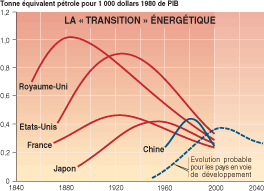 Tonne équivalent pétrole pour 1 000 dollars 1980 de PIB
LA « TRANSITION » ÉNERGÉTIQUE
1,2
1,0
0,8
0,6
0,4
0,2
0
Royaume-Uni
Etats-Unis
France
Japon
Chine
Evolution probable
pour les pays en voie
de développement
1840
1880
1920
1960
2000
2040